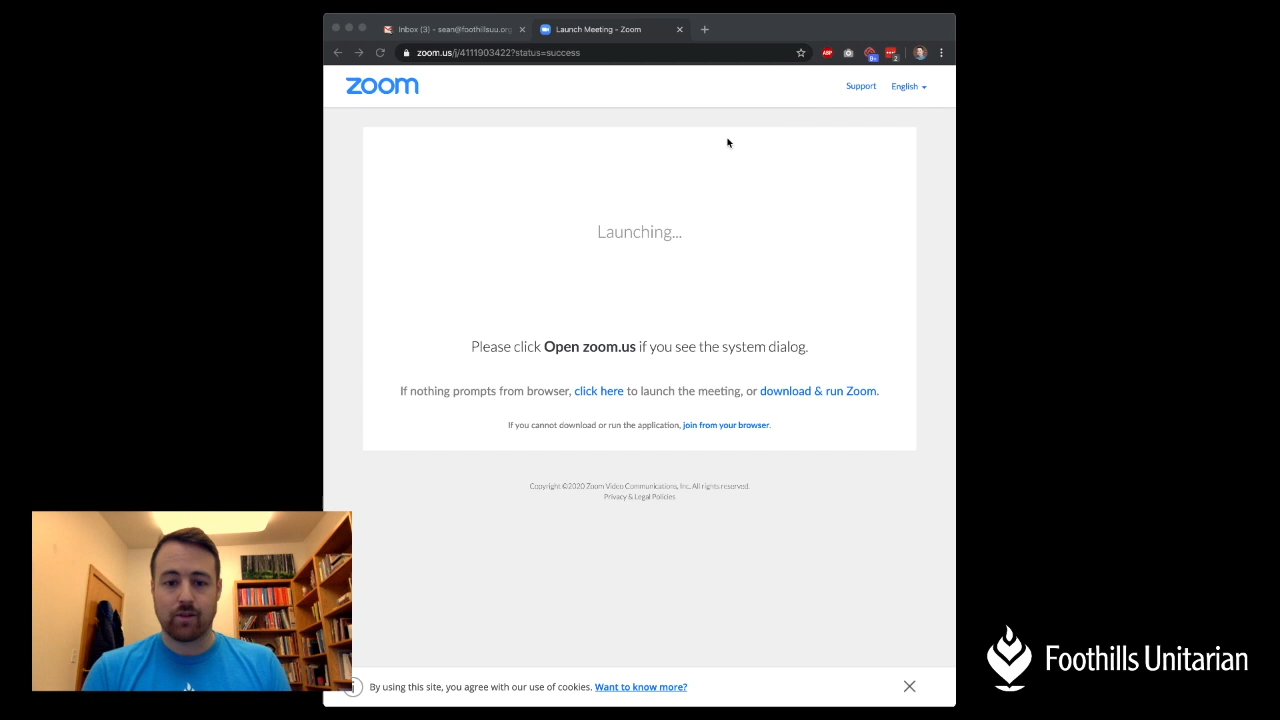 Inbox (3) - sean@foothillsuu.org
Launch Meeting - Zoom
zoom.us/j/4111903422?status=success
ABP
9+
2
zoom
Support
English
Launching...
Please click Open zoom.us if you see the system dialog.
If nothing prompts from browser, click here to launch the meeting, or download & run Zoom.
If you cannot download or run the application, join from your browser.
Copyright ©2020 Zoom Video Communications, Inc. All rights reserved.
Privacy & Legal Policies
By using this site, you agree with our use of cookies. Want to know more?
Foothills Unitarian